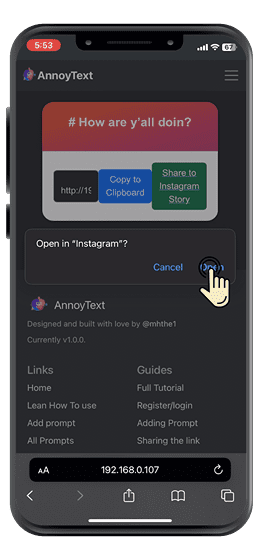 5:53
67
AnnoyText
# How are y'all doin?
http://19
Copy to
Clipboard
Share to
Instagram
Story
Open in “Instagram”?
Cancel
AnnoyText
Designed and built with love by @mhthe1
Currently v1.0.0.
Links
Guides
Home
Full Tutorial
Lean How To use
Register/login
Add prompt
Adding Prompt
All Prompts
Sharing the link
AA
192.168.0.107